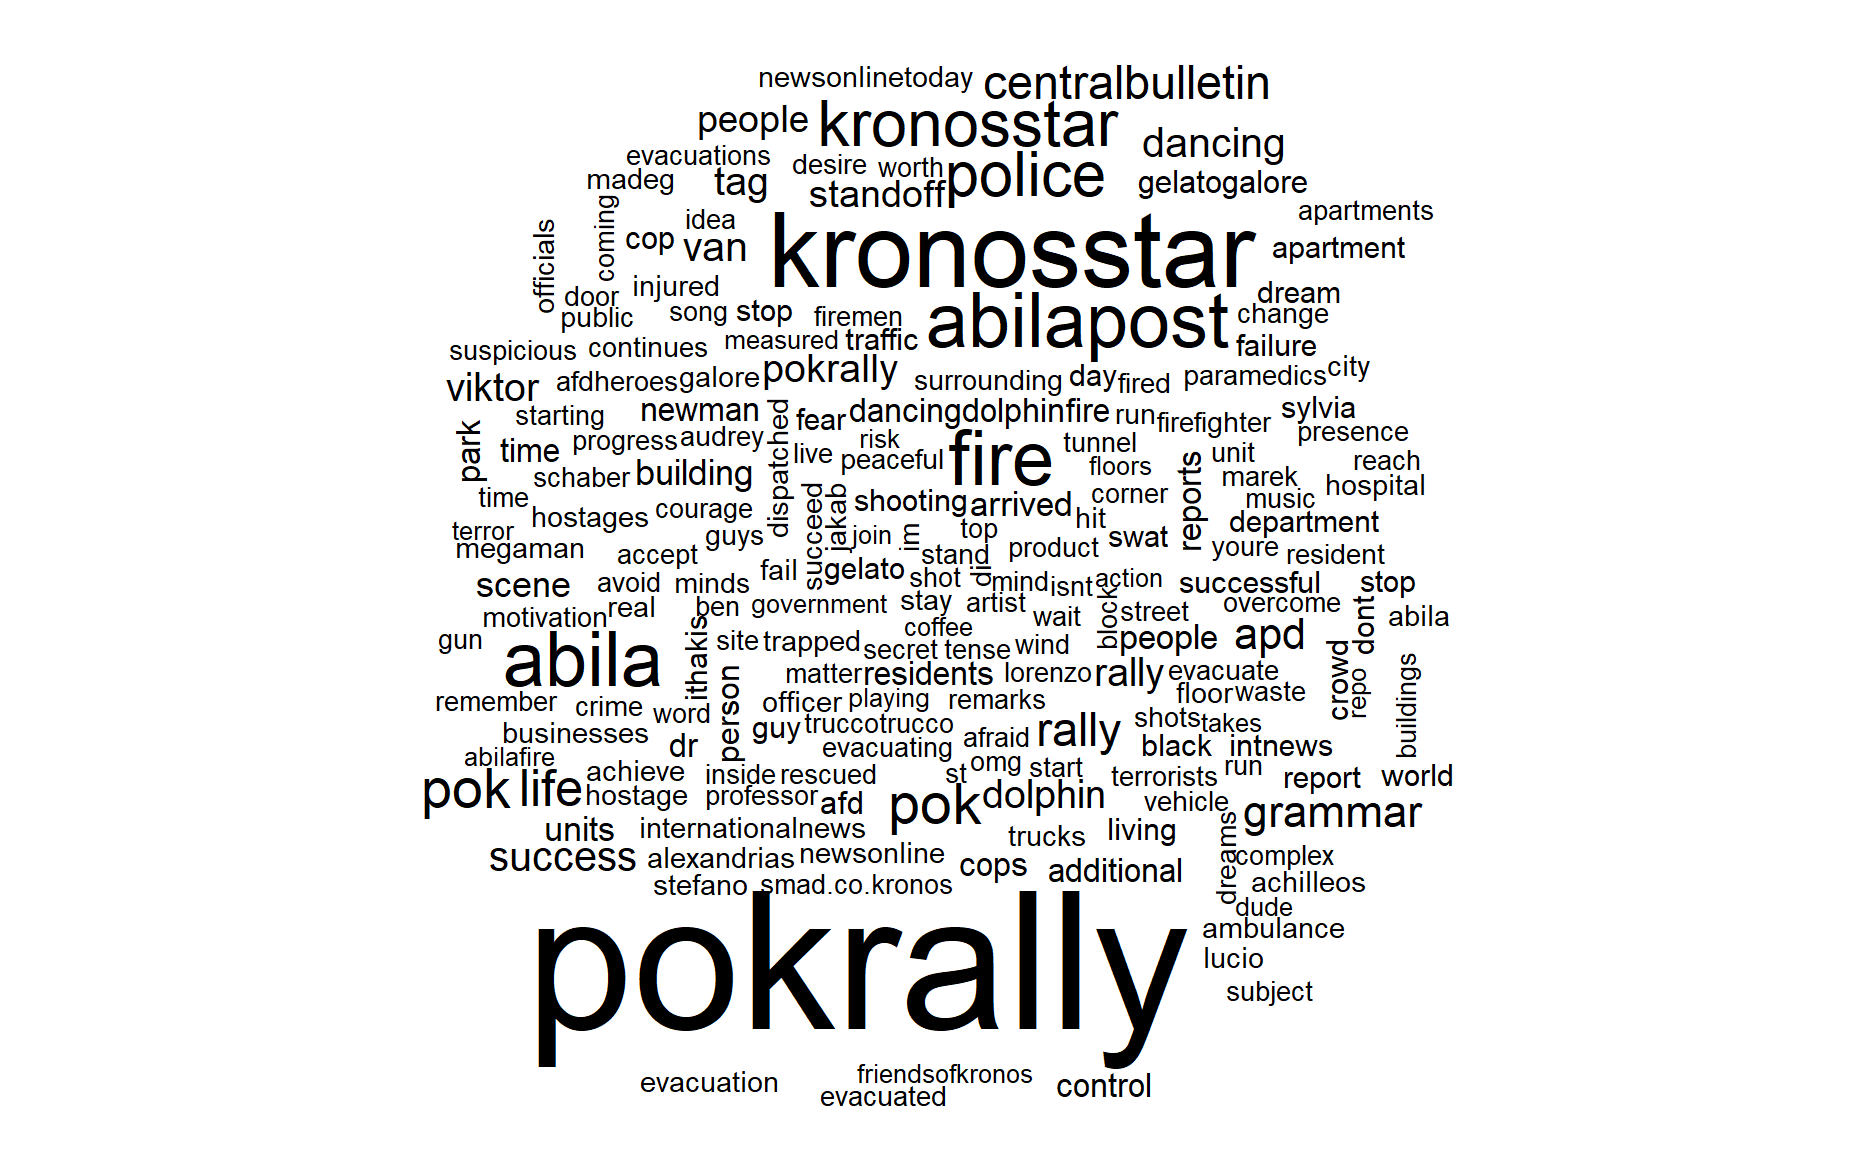 newsonlinetoday centralbulletin
people kronosstar dancing
evacuations desire worth police
madeg tag standoff gelatogalore
coming idea apartments
officials cop van kronosstar apartment
door injured dream
public song stop firemen abilapost change
suspicious continues measured traffic failure
viktor afdheroes galore pokrally surrounding day fired paramedics city
starting newman dispatched fear dancingdolphinfire run firefighter sylvia
park time progress audrey live risk peaceful fire tunnel unit presence
schaber building floors reports marek reach
time hostages courage succeed jakab shooting arrived corner music hospital
terror guys join im top hit department
megaman accept stand product swat youre resident
scene avoid minds fail gelato shot di mind isnt action successful stop
motivation real ben government stay artist wait block street overcome dont abila
gun abila ithakis site trapped coffee secret tense wind people apd crowd
matter residents lorenzo rally evacuate repo buildings
remember crime word person officer playing remarks floor waste
businesses dr guy truccotrucco rally shots takes
abilafire evacuating afraid black intnews
pok life achieve inside rescued st omg start terrorists run report world
hostage professor afd pok dolphin vehicle grammar
units internationalnews trucks living dreams
success alexandrias newsonline cops additional complex
stefano smad.co.kronos achilleos
pokrally dude
ambulance
lucio
subject
evacuation friendsofkronos control
evacuated